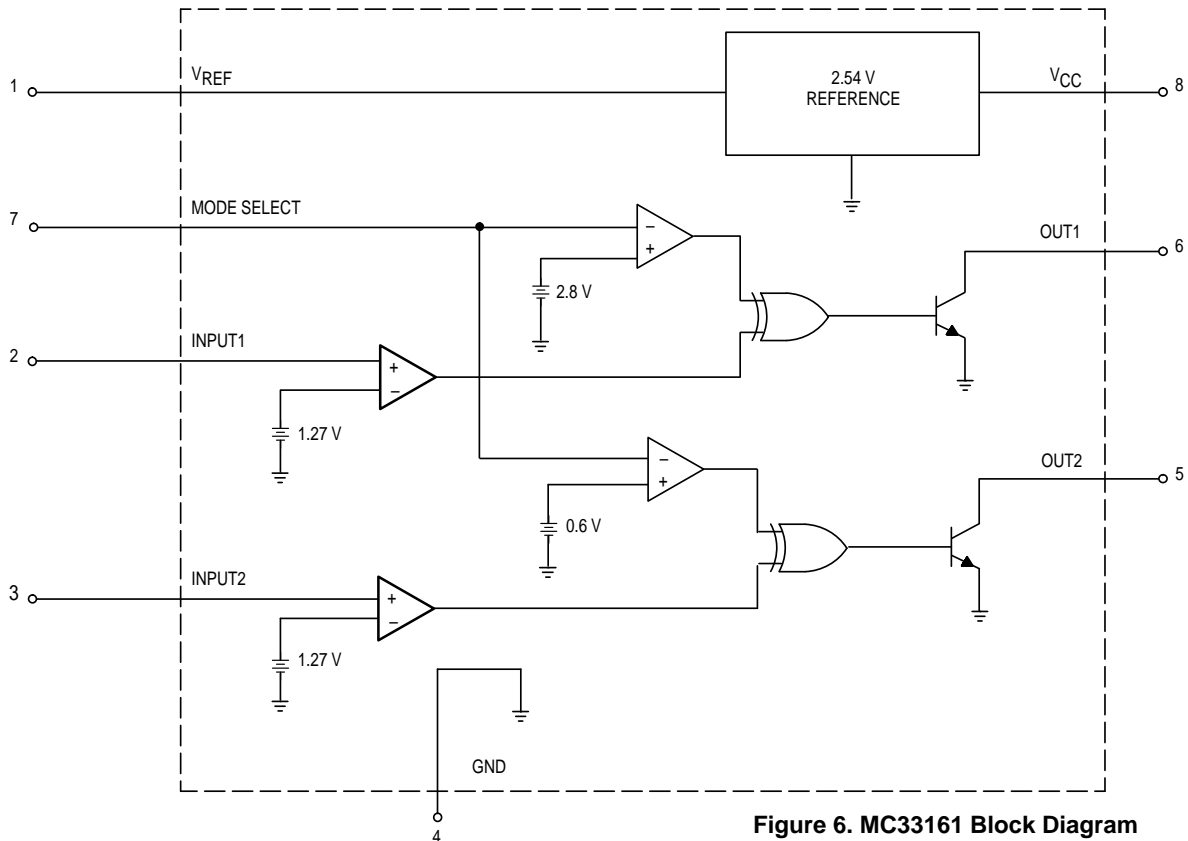 VREF
2.54 V
REFERENCE
VCC
1
8
MODE SELECT
7
−
+
2.8 V
OUT1
6
INPUT1
2
+
−
1.27 V
−
+
0.6 V
OUT2
5
INPUT2
3
+
−
1.27 V
GND
4
Figure 6. MC33161 Block Diagram